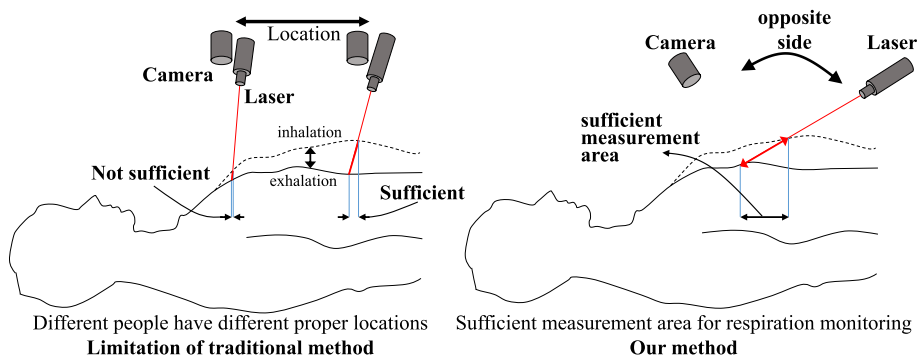 Location
Camera
Laser
inhalation
exhalation
Not sufficient
Sufficient
Different people have different proper locations
Limitation of traditional method
opposite
side
Camera
Laser
sufficient
measurement
area
Sufficient measurement area for respiration monitoring
Our method